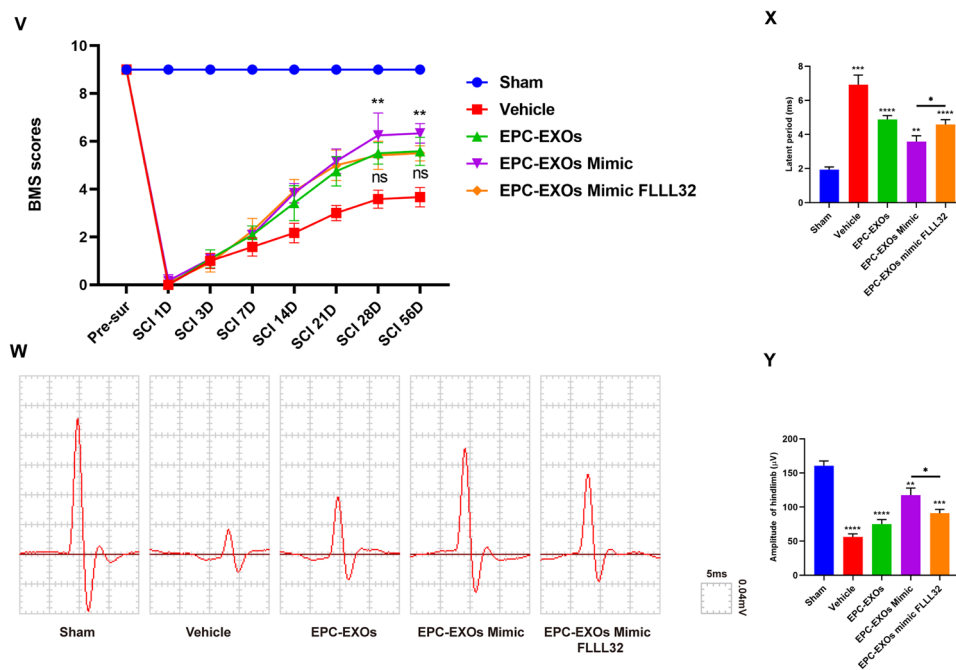 V
BMS scores
10
8
6
4
2
0
**
**
ns
ns
Pre-sur
SCI 1D
SCI 3D
SCI 7D
SCI 14D
SCI 21D
SCI 28D
SCI 56D
Sham
Vehicle
EPC-EXOs
EPC-EXOs Mimic
EPC-EXOs Mimic FLLL32
X
Latent period (ms)
8
6
4
2
0
***
****
**
*
****
Sham
Vehicle
EPC-EXOs
EPC-EXOs Mimic
EPC-EXOs mimic FLLL32
W
Sham
Vehicle
EPC-EXOs
EPC-EXOs Mimic
EPC-EXOs Mimic
FLLL32
5ms
0.04mV
Y
Amplitude of hindlimb (μV)
200
150
100
50
0
****
****
**
*
***
Sham
Vehicle
EPC-EXOs
EPC-EXOs Mimic
EPC-EXOs mimic FLLL32